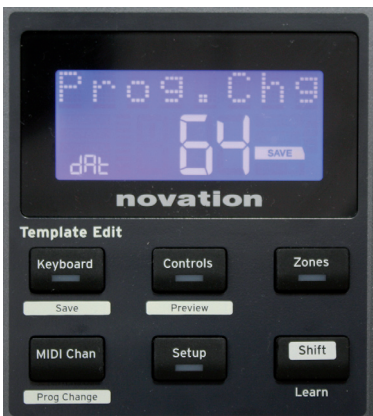 Prog.Chg
64
SAVE
dAt
novation
Template Edit
Keyboard Controls Zones
Save Preview
MIDI Chan Setup Shift
Prog Change Learn